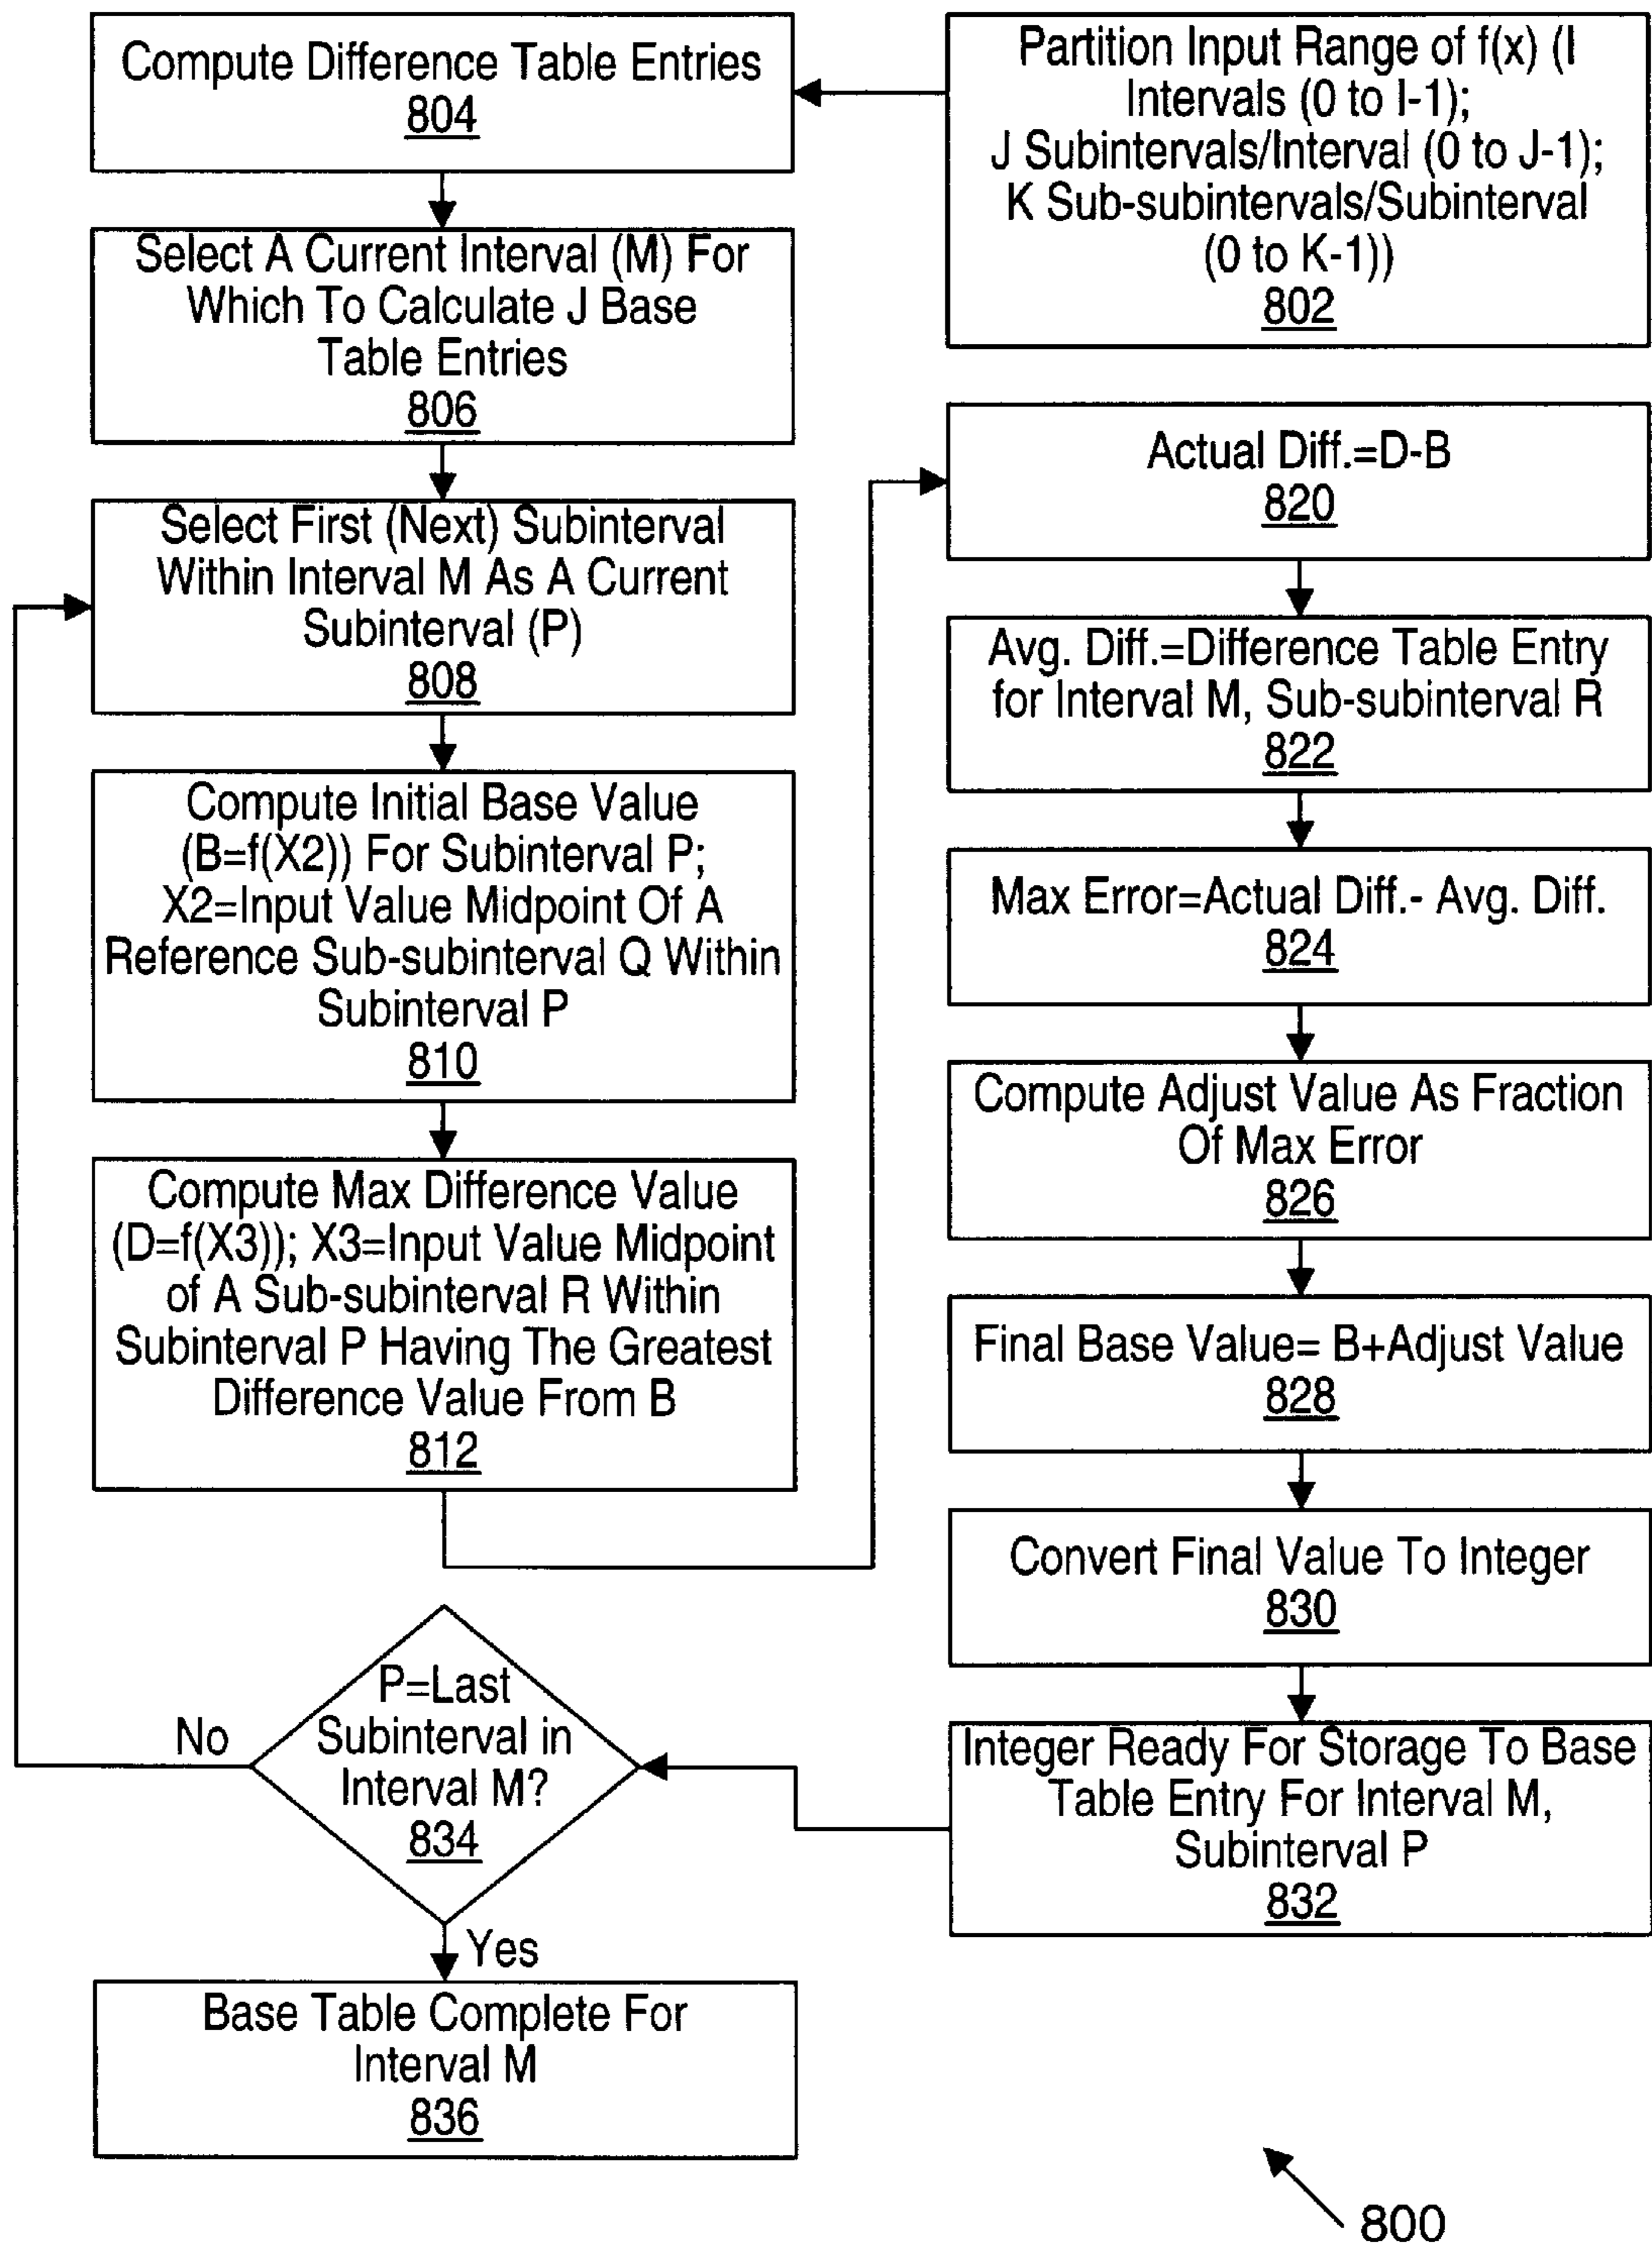 Partition Input Range of f(x) (I
Intervals (0 to I-1);
J Subintervals/Interval (0 to J-1);
K Sub-subintervals/Subinterval
(0 to K-1))
802
Compute Difference Table Entries
804
Select A Current Interval (M) For
Which To Calculate J Base
Table Entries
806
Select First (Next) Subinterval
Within Interval M As A Current
Subinterval (P)
808
Compute Initial Base Value
(B=f(X2)) For Subinterval P;
X2=Input Value Midpoint Of A
Reference Sub-subinterval Q Within
Subinterval P
810
Compute Max Difference Value
(D=f(X3)); X3=Input Value Midpoint
of A Sub-subinterval R Within
Subinterval P Having The Greatest
Difference Value From B
812
Actual Diff.=D-B
820
Avg. Diff.=Difference Table Entry
for Interval M, Sub-subinterval R
822
Max Error=Actual Diff.- Avg. Diff.
824
Compute Adjust Value As Fraction
Of Max Error
826
Final Base Value= B+Adjust Value
828
Convert Final Value To Integer
830
Integer Ready For Storage To Base
Table Entry For Interval M,
Subinterval P
832
P=Last
Subinterval in
Interval M?
834
No
Yes
Base Table Complete For
Interval M
836
800